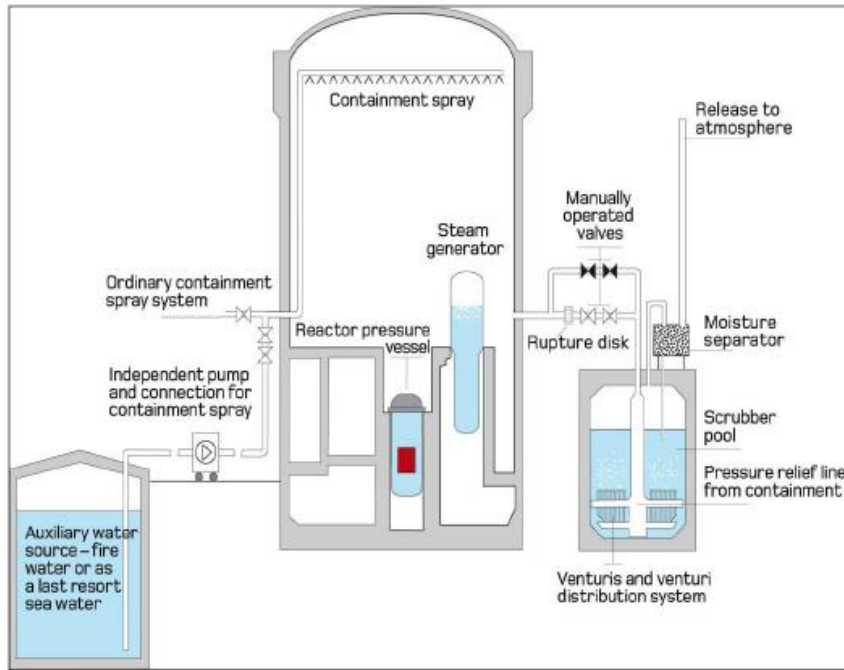 Containment spray
Release to
atmosphere
Manually
operated
valves
Steam
generator
Ordinary containment
spray system
Reactor pressure
vessel
Rupture disk
Moisture
separator
Independent pump
and connection for
containment spray
Scrubber
pool
Pressure relief line
from containment
Auxiliary water
source – fire
water or as
a last resort
sea water
Venturis and venturi
distribution system